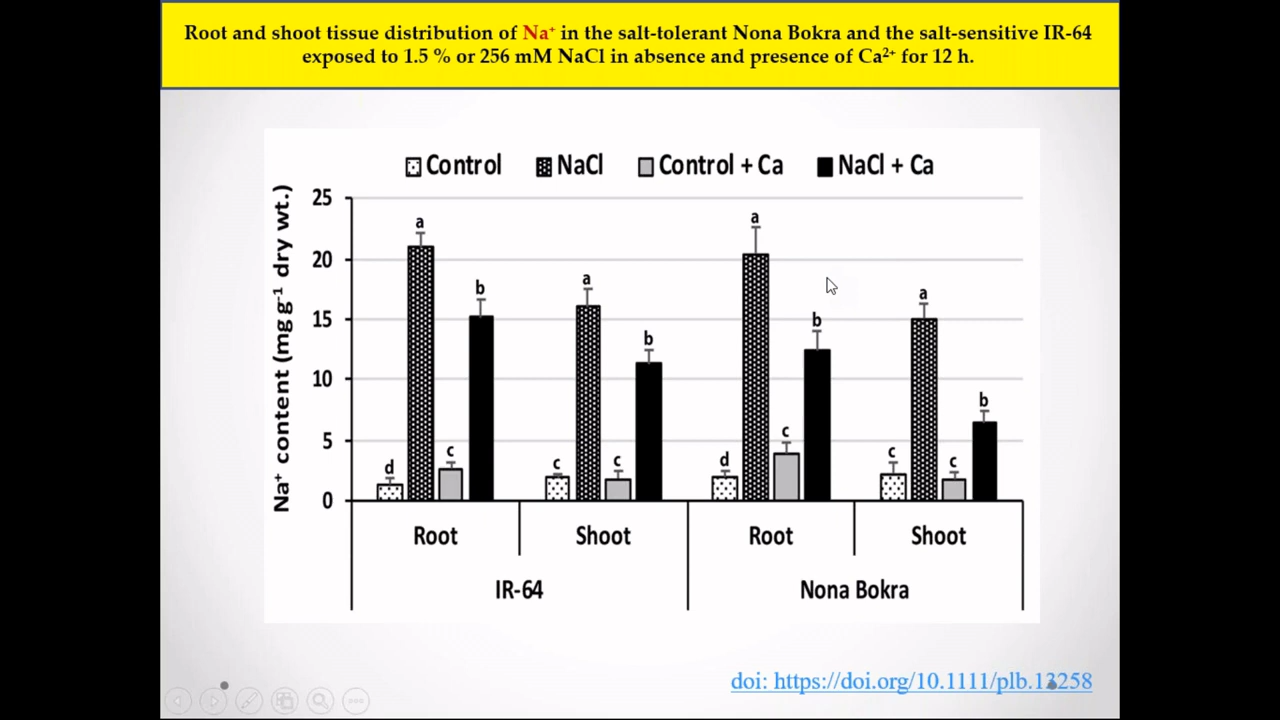 Root and shoot tissue distribution of Na⁺ in the salt-tolerant Nona Bokra and the salt-sensitive IR-64
exposed to 1.5 % or 256 mM NaCl in absence and presence of Ca²⁺ for 12 h.
Control NaCl Control + Ca NaCl + Ca
Na⁺ content (mg g⁻¹ dry wt.)
25
20
15
10
5
0
d a c b
c a c b
d a c b
c a c b
Root Shoot Root Shoot
IR-64 Nona Bokra
doi: https://doi.org/10.1111/plb.13258